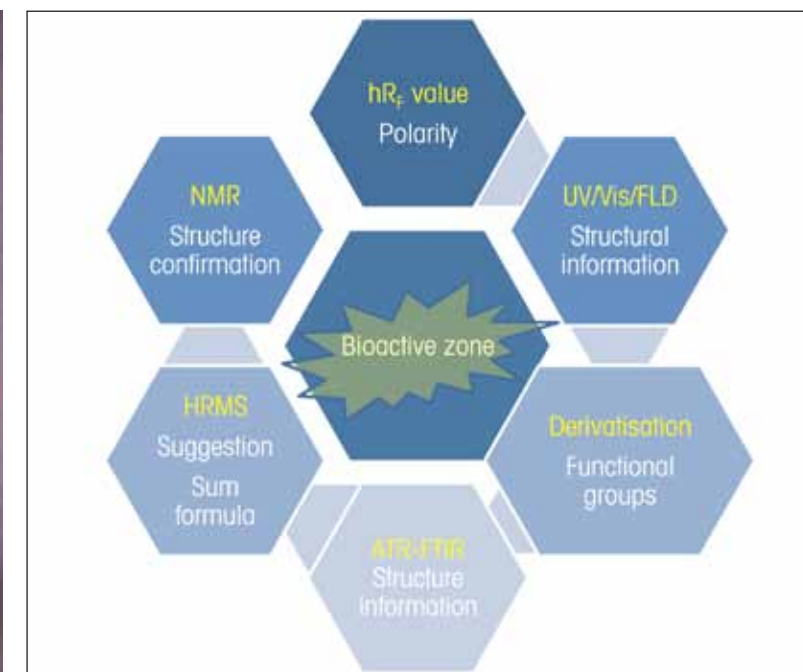 hRF value
Polarity
UV/Vis/FLD
Structural
information
Derivatisation
Functional
groups
ATR-FTIR
Structure
information
HRMS
Suggestion
Sum
formula
NMR
Structure
confirmation
Bioactive zone